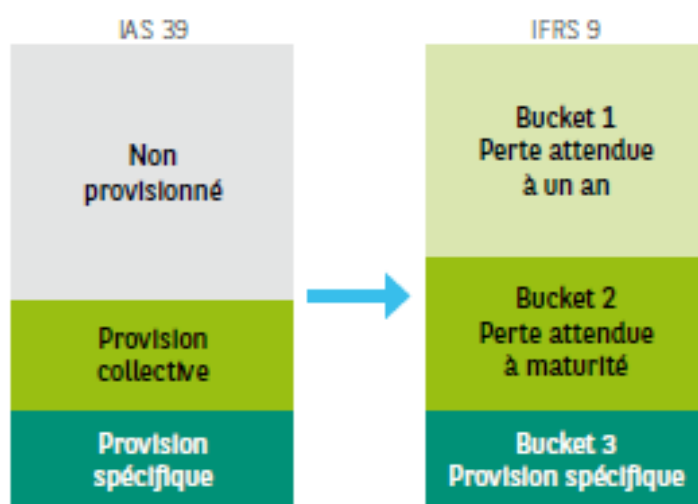 IAS 39
Non
provisionné
Provision
collective
Provision
spécifique
IFRS 9
Bucket 1
Perte attendue
à un an
Bucket 2
Perte attendue
à maturité
Bucket 3
Provision spécifique